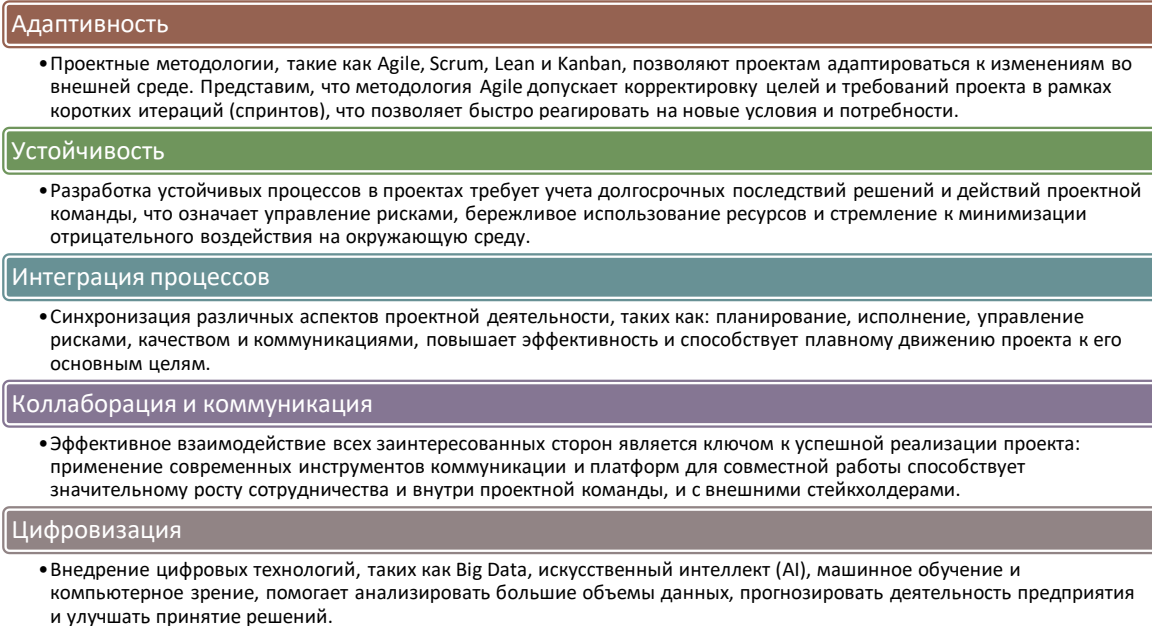 Адаптивность
•Проектные методологии, такие как Agile, Scrum, Lean и Kanban, позволяют проектам адаптироваться к изменениям во
внешней среде. Представим, что методология Agile допускает корректировку целей и требований проекта в рамках
коротких итераций (спринтов), что позволяет быстро реагировать на новые условия и потребности.
Устойчивость
•Разработка устойчивых процессов в проектах требует учета долгосрочных последствий решений и действий проектной
команды, что означает управление рисками, бережливое использование ресурсов и стремление к минимизации
отрицательного воздействия на окружающую среду.
Интеграция процессов
•Синхронизация различных аспектов проектной деятельности, таких как: планирование, исполнение, управление
рисками, качеством и коммуникациями, повышает эффективность и способствует плавному движению проекта к его
основным целям.
Коллаборация и коммуникация
•Эффективное взаимодействие всех заинтересованных сторон является ключом к успешной реализации проекта:
применение современных инструментов коммуникации и платформ для совместной работы способствует
значительному росту сотрудничества и внутри проектной команды, и с внешними стейкхолдерами.
Цифровизация
•Внедрение цифровых технологий, таких как Big Data, искусственный интеллект (AI), машинное обучение и
компьютерное зрение, помогает анализировать большие объемы данных, прогнозировать деятельность предприятия
и улучшать принятие решений.